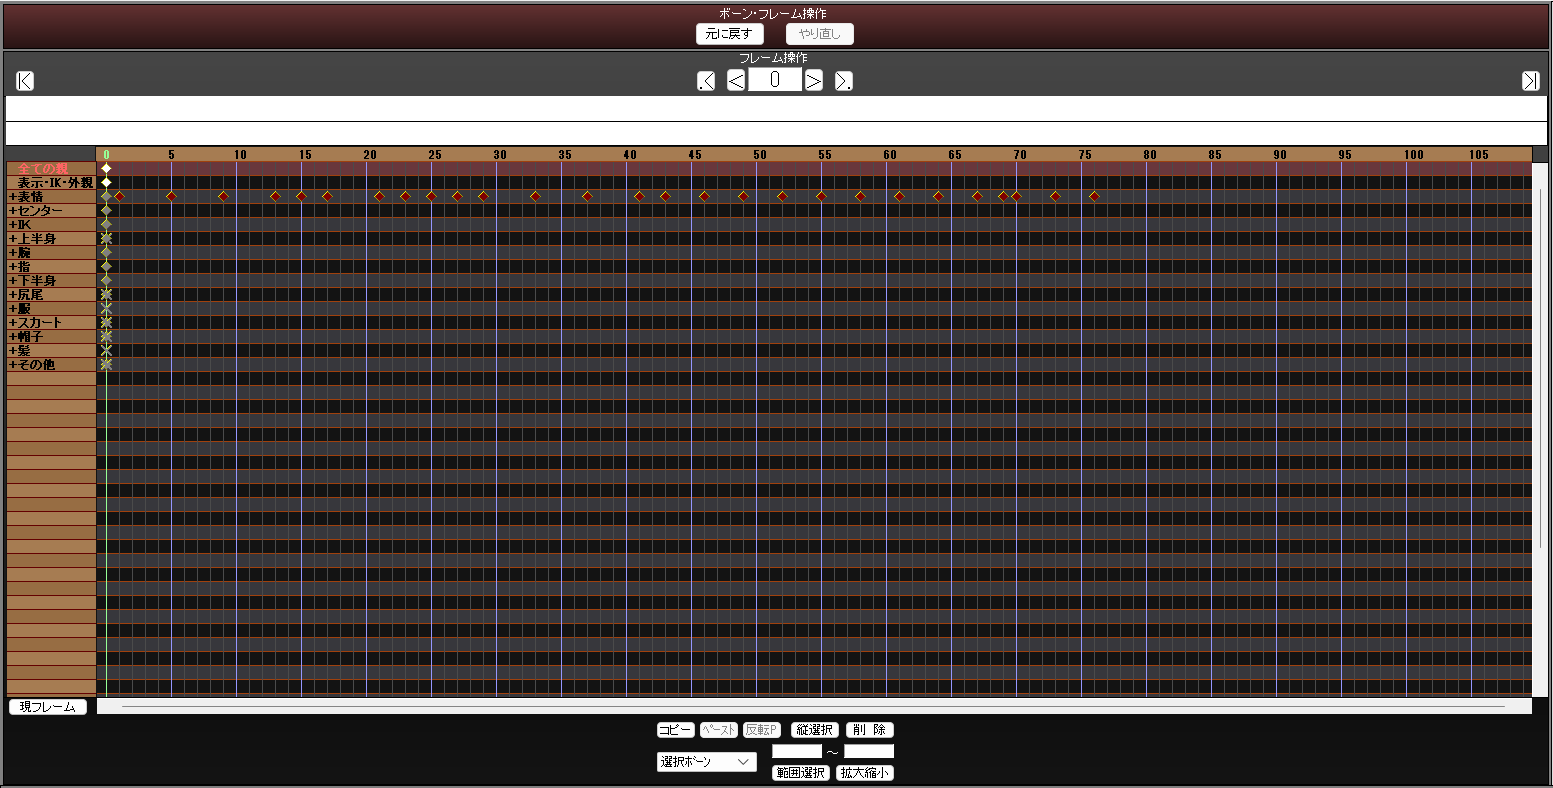 ボーン・フレーム操作
元に戻す やり直し
フレーム操作
|< .< < 0 > >. >|
0 5 10 15 20 25 30 35 40 45 50 55 60 65 70 75 80 85 90 95 100 105
全ての親
表示・IK・外親
+表情
+センター
+IK
+上半身
+腕
+指
+下半身
+尻尾
+服
+スカート
+帽子
+髪
+その他
現フレーム
コピー ペースト 反転P 縦選択 削 除
選択ボーン ～
範囲選択 拡大縮小